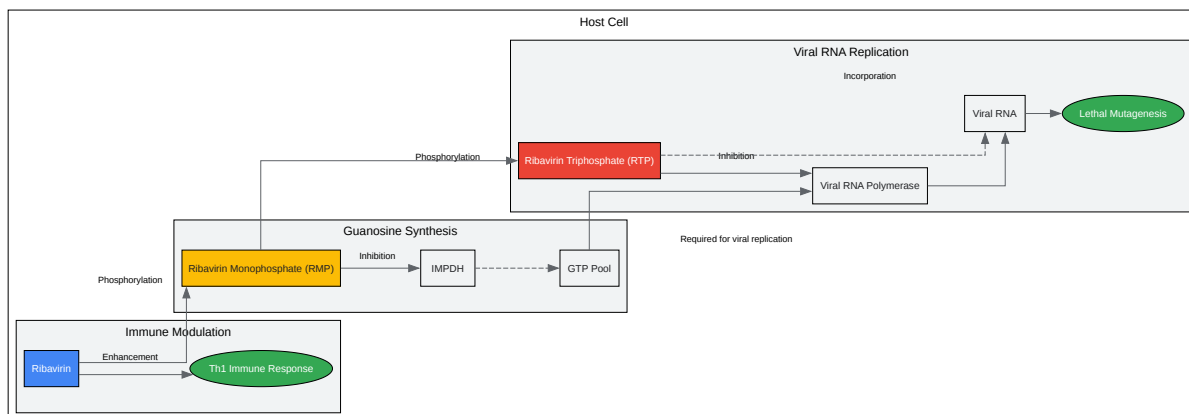 Host Cell
Viral RNA Replication
Incorporation
Viral RNA
Lethal Mutagenesis
Phosphorylation
Ribavirin Triphosphate (RTP)
Inhibition
Viral RNA Polymerase
Guanosine Synthesis
Required for viral replication
Ribavirin Monophosphate (RMP)
Inhibition
IMPDH
GTP Pool
Phosphorylation
Immune Modulation
Ribavirin
Enhancement
Th1 Immune Response